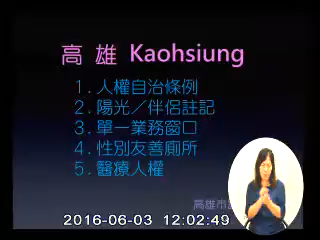 高雄 Kaohsiung
1.人權自治條例
2.陽光／伴侶註記
3.單一業務窗口
4.性別友善廁所
5.醫療人權
高雄市
2016-06-03 12:02:49